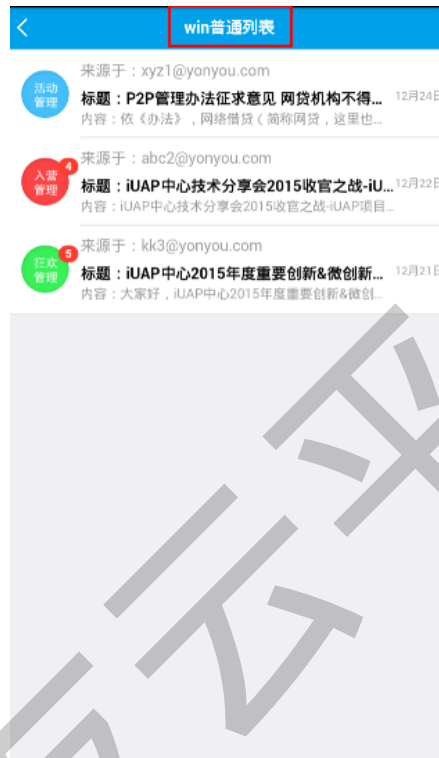 win普通列表
来源于：xyz1@yonyou.com
活动
管理
标题：P2P管理办法征求意见 网贷机构不得...
12月24日
内容：依《办法》，网络借贷（简称网贷，这里也...
来源于：abc2@yonyou.com
4
入营
管理
标题：iUAP中心技术分享会2015收官之战-iU...
12月22日
内容：iUAP中心技术分享会2015收官之战-iUAP项目...
来源于：kk3@yonyou.com
5
狂欢
管理
标题：iUAP中心2015年度重要创新&微创新...
12月21日
内容：大家好，iUAP中心2015年度重要创新&微创...
云平